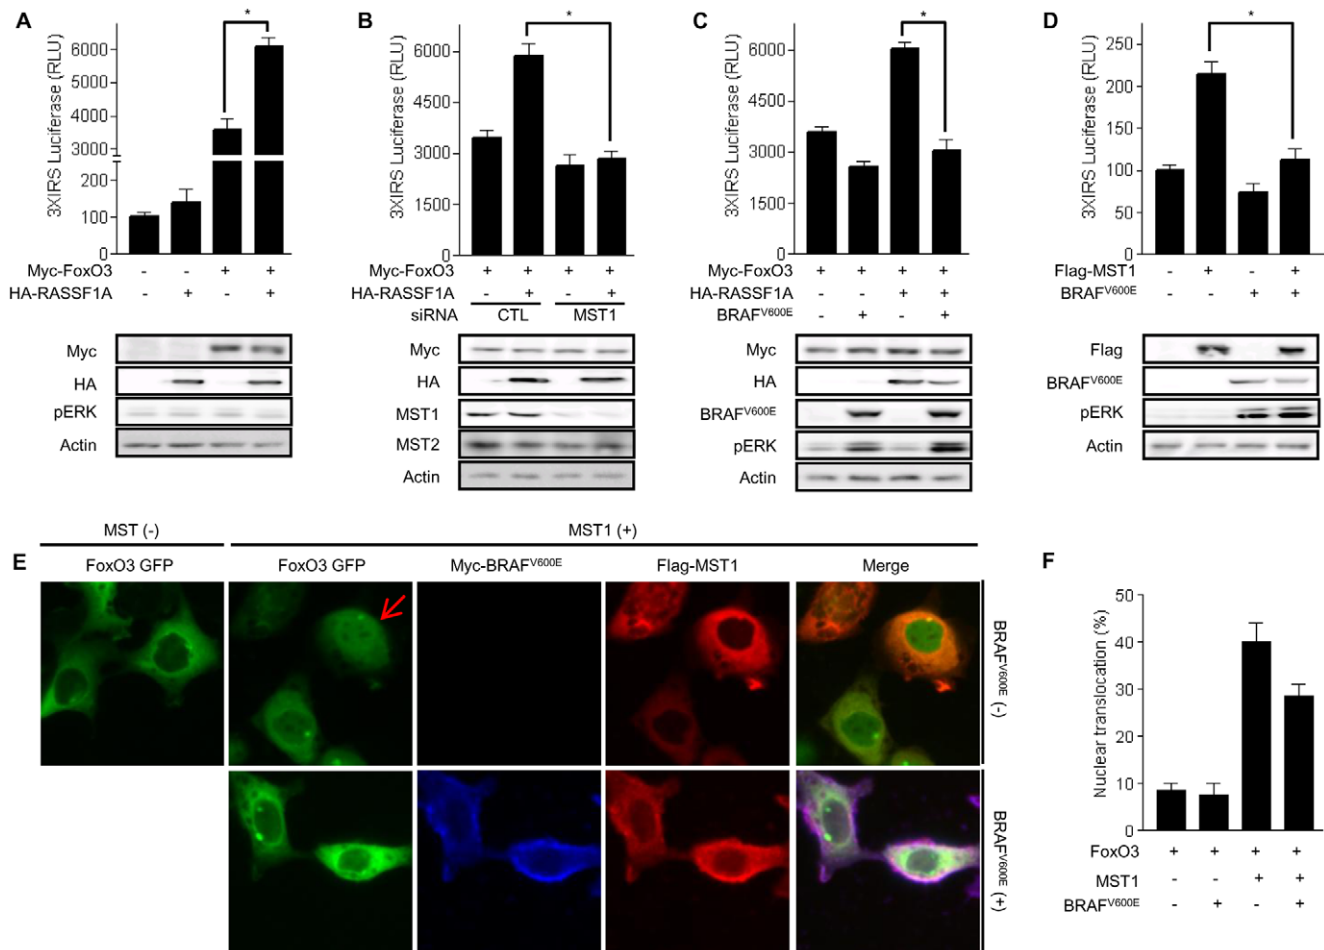 A
3XIRS Luciferase (RLU)
6000
5000
4000
3000
200
100
0
*
Myc-FoxO3 - - + +
HA-RASSF1A - + - +
Myc
HA
pERK
Actin
B
3XIRS Luciferase (RLU)
6000
4500
3000
1500
0
*
Myc-FoxO3 + + + +
HA-RASSF1A - + - +
siRNA CTL MST1
Myc
HA
MST1
MST2
Actin
C
3XIRS Luciferase (RLU)
6000
4500
3000
1500
0
*
Myc-FoxO3 + + + +
HA-RASSF1A - - + +
BRAFV600E - + - +
Myc
HA
BRAFV600E
pERK
Actin
D
3XIRS Luciferase (RLU)
250
200
150
100
50
0
*
Flag-MST1 - + - +
BRAFV600E - - + +
Flag
BRAFV600E
pERK
Actin
E
MST (-) MST1 (+)
FoxO3 GFP FoxO3 GFP Myc-BRAFV600E Flag-MST1 Merge
BRAFV600E (-)
BRAFV600E (+)
F
Nuclear translocation (%)
50
40
30
20
10
0
FoxO3 + + + +
MST1 - - + +
BRAFV600E - + - +